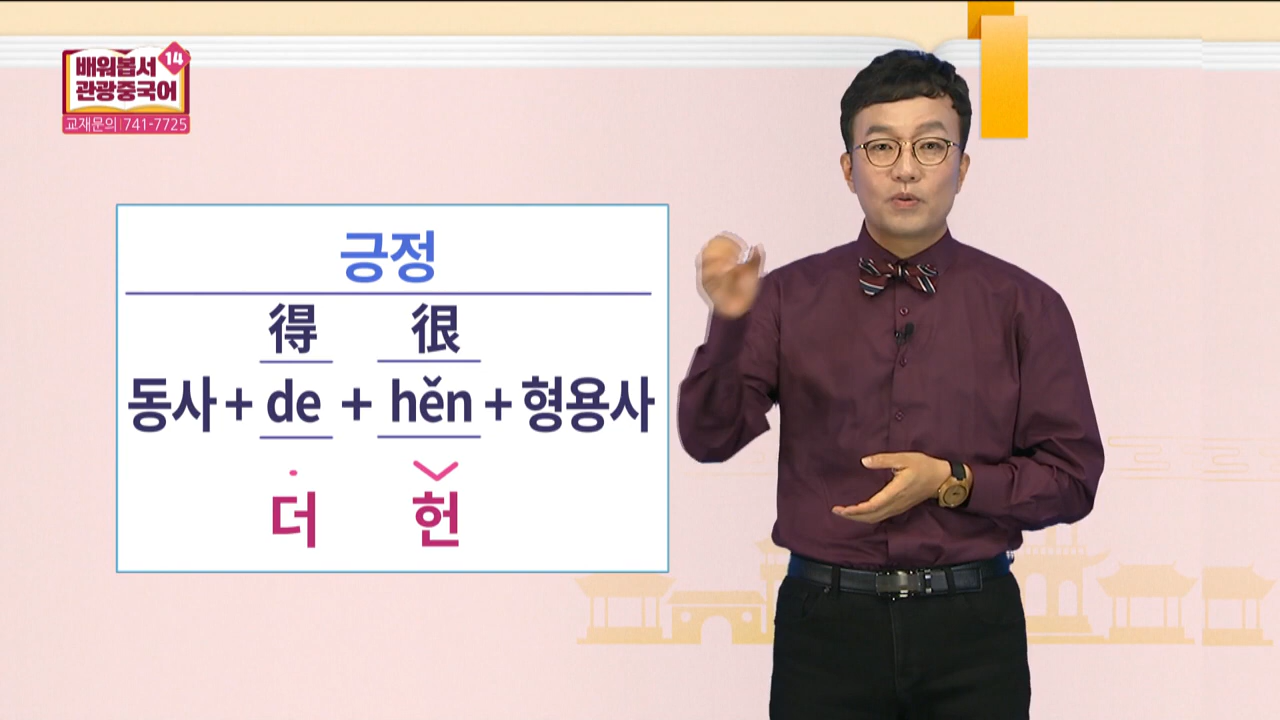 배워봅서 14
관광중국어
교재문의 | 741-7725
긍정
得 很
동사 + de + hěn + 형용사
더 헌